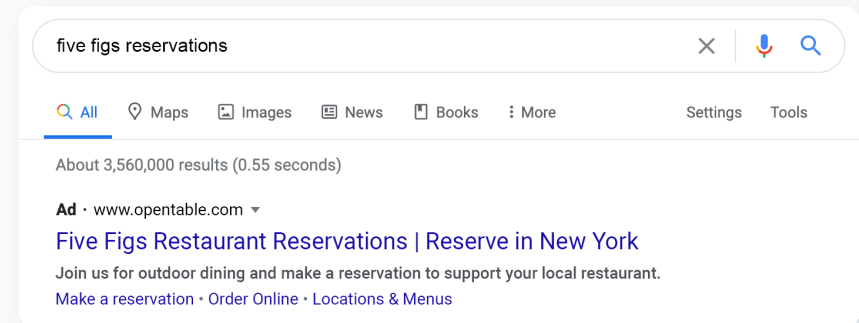 five figs reservations
All Maps Images News Books More Settings Tools
About 3,560,000 results (0.55 seconds)
Ad · www.opentable.com
Five Figs Restaurant Reservations | Reserve in New York
Join us for outdoor dining and make a reservation to support your local restaurant.
Make a reservation • Order Online • Locations & Menus